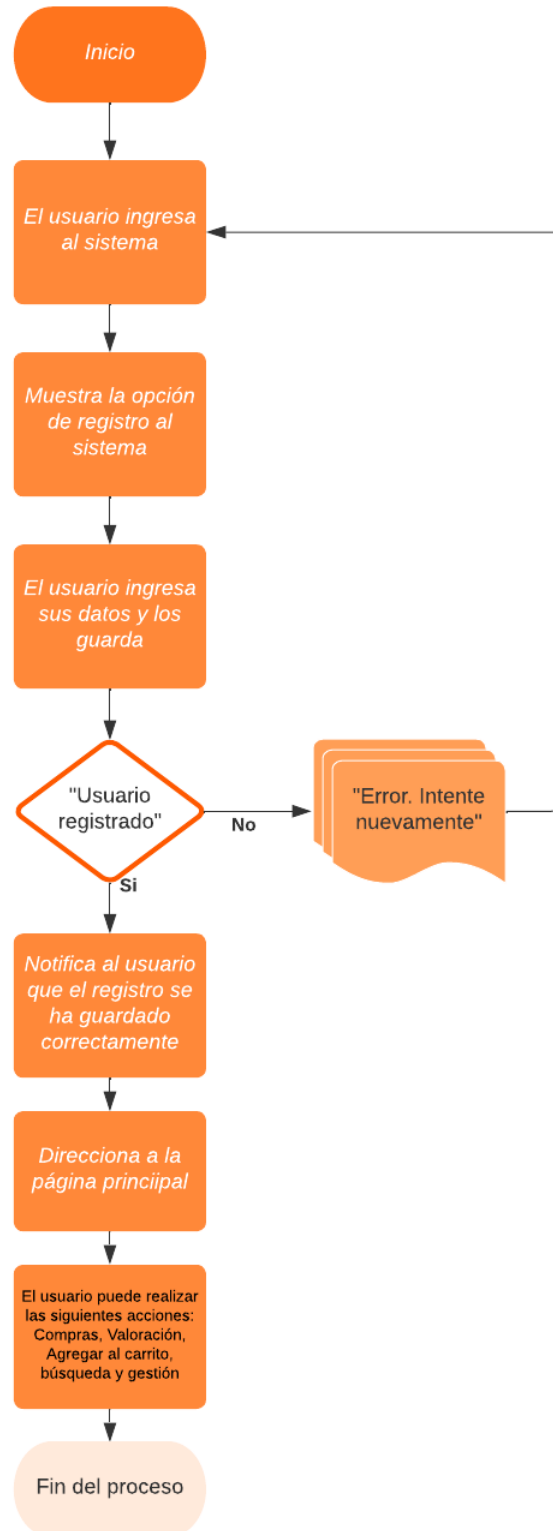 Inicio
El usuario ingresa
al sistema
Muestra la opción
de registro al
sistema
El usuario ingresa
sus datos y los
guarda
"Usuario
registrado"
No
"Error. Intente
nuevamente"
Si
Notifica al usuario
que el registro se
ha guardado
correctamente
Direcciona a la
página princiipal
El usuario puede realizar
las siguientes acciones:
Compras, Valoración,
Agregar al carrito,
búsqueda y gestión
Fin del proceso